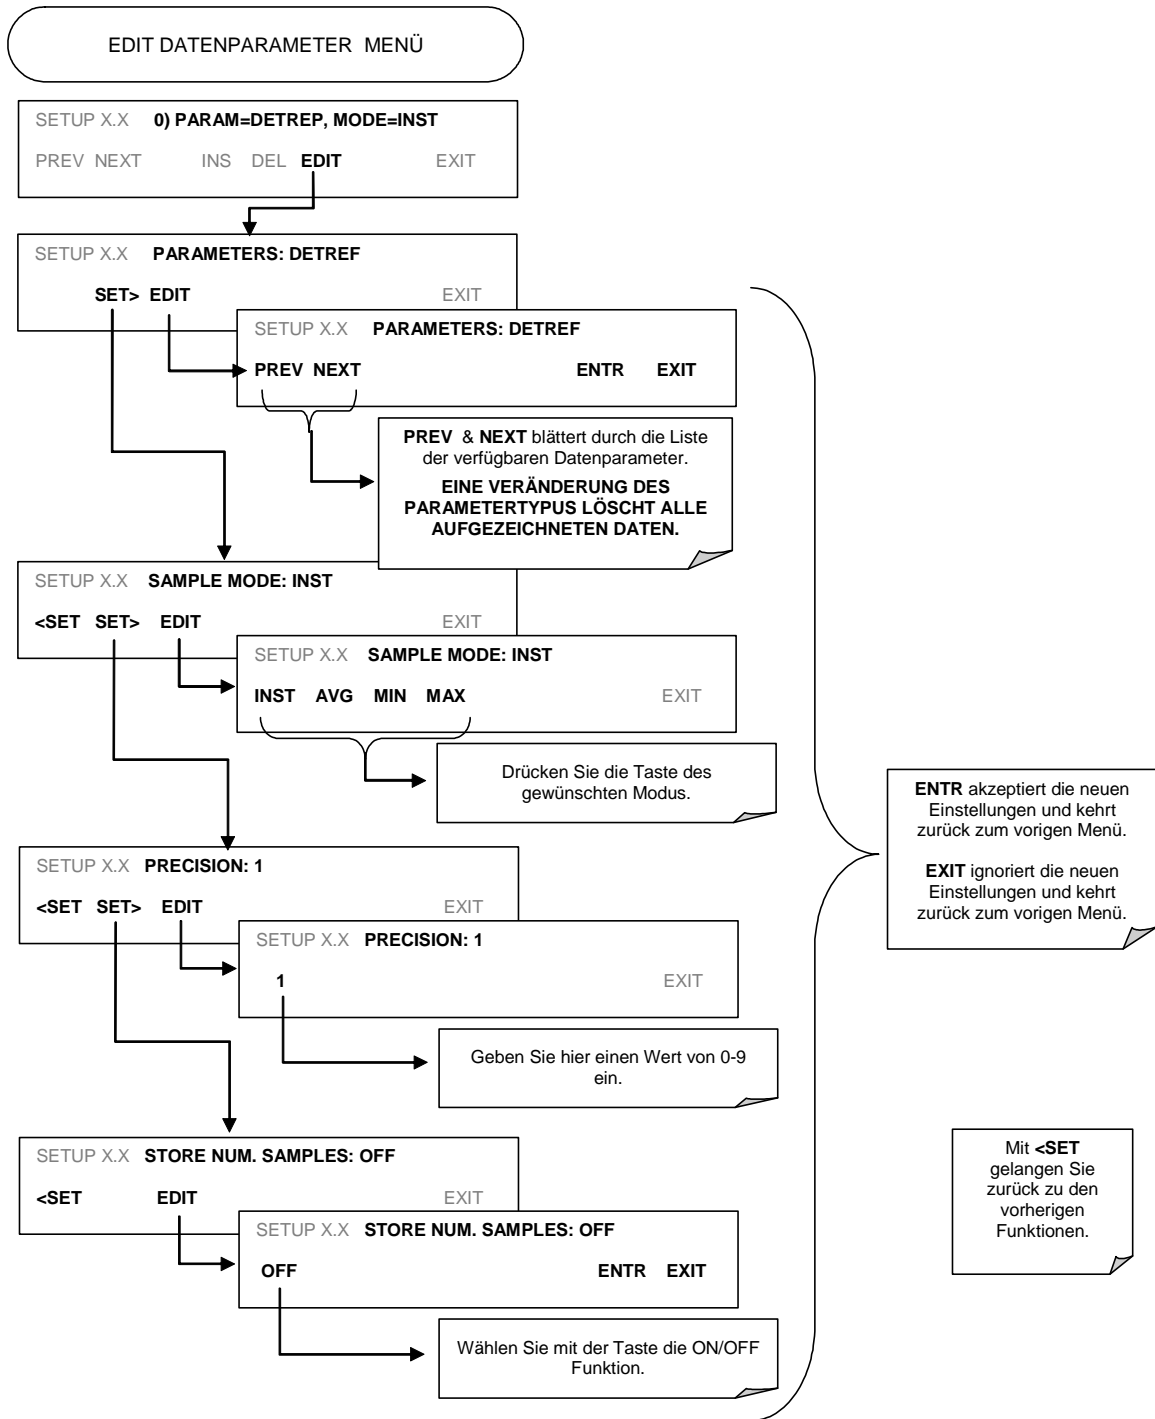 EDIT DATENPARAMETER MENÜ
SETUP X.X 0) PARAM=DETREP, MODE=INST
PREV NEXT INS DEL EDIT EXIT
SETUP X.X PARAMETERS: DETREF
SET> EDIT EXIT
SETUP X.X PARAMETERS: DETREF
PREV NEXT ENTR EXIT
PREV & NEXT blättert durch die Liste
der verfügbaren Datenparameter.
EINE VERÄNDERUNG DES
PARAMETERTYPUS LÖSCHT ALLE
AUFGEZEICHNETEN DATEN.
SETUP X.X SAMPLE MODE: INST
<SET SET> EDIT EXIT
SETUP X.X SAMPLE MODE: INST
INST AVG MIN MAX EXIT
Drücken Sie die Taste des
gewünschten Modus.
ENTR akzeptiert die neuen
Einstellungen und kehrt
zurück zum vorigen Menü.
EXIT ignoriert die neuen
Einstellungen und kehrt
zurück zum vorigen Menü.
SETUP X.X PRECISION: 1
<SET SET> EDIT EXIT
SETUP X.X PRECISION: 1
1 EXIT
Geben Sie hier einen Wert von 0-9
ein.
SETUP X.X STORE NUM. SAMPLES: OFF
<SET EDIT EXIT
SETUP X.X STORE NUM. SAMPLES: OFF
OFF ENTR EXIT
Mit <SET
gelangen Sie
zurück zu den
vorherigen
Funktionen.
Wählen Sie mit der Taste die ON/OFF
Funktion.